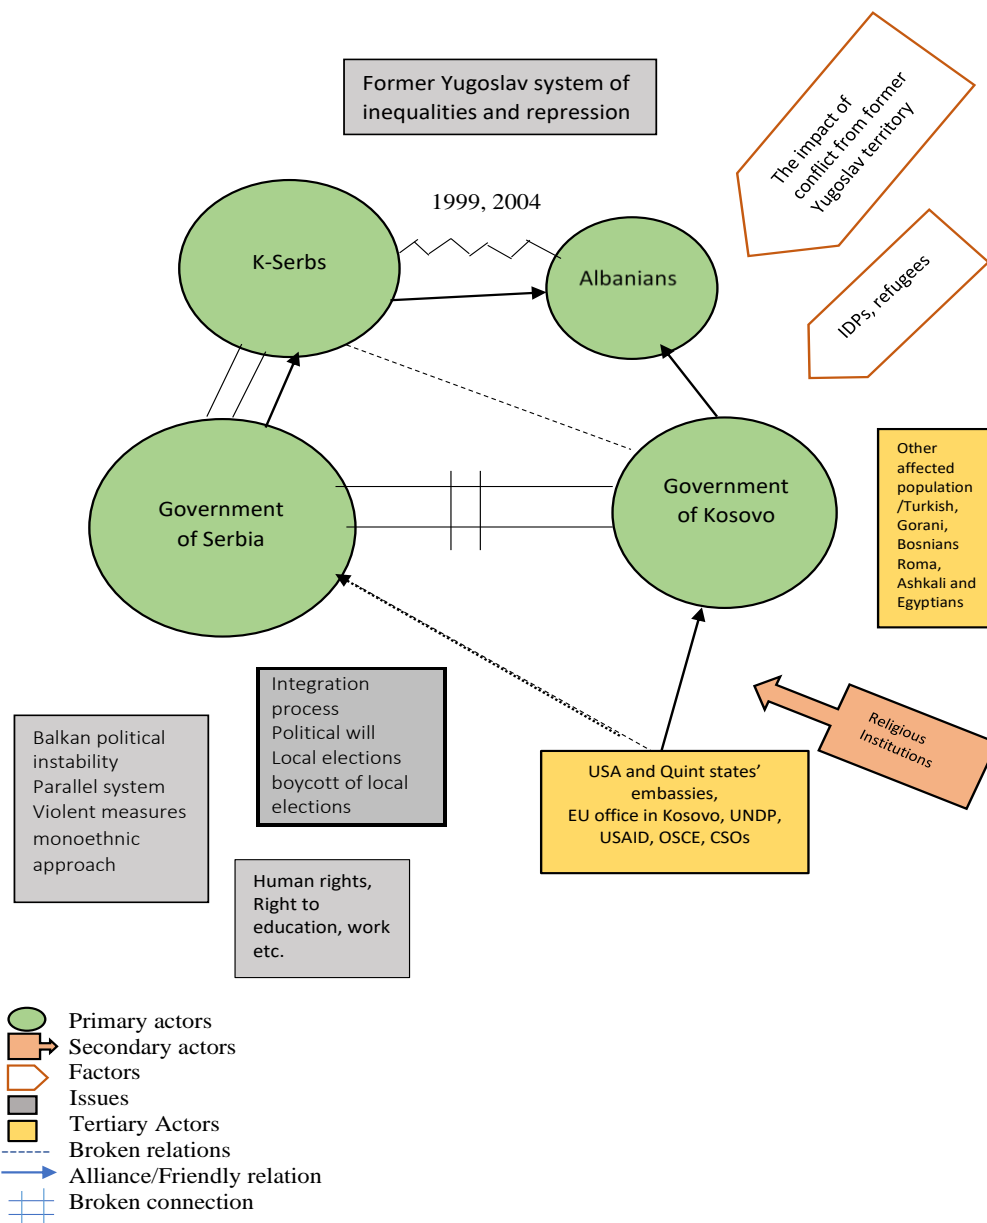 Former Yugoslav system of
inequalities and repression
The impact of
conflict from former
Yugoslav territory
1999, 2004
K-Serbs
Albanians
IDPs, refugees
Government
of Serbia
Government
of Kosovo
Other
affected
population
/Turkish,
Gorani,
Bosnians
Roma,
Ashkali and
Egyptians
Integration
process
Political will
Local elections
boycott of local
elections
Balkan political
instability
Parallel system
Violent measures
monoethnic
approach
Religious
Institutions
USA and Quint states’
embassies,
EU office in Kosovo, UNDP,
USAID, OSCE, CSOs
Human rights,
Right to
education, work
etc.
Primary actors
Secondary actors
Factors
Issues
Tertiary Actors
Broken relations
Alliance/Friendly relation
Broken connection